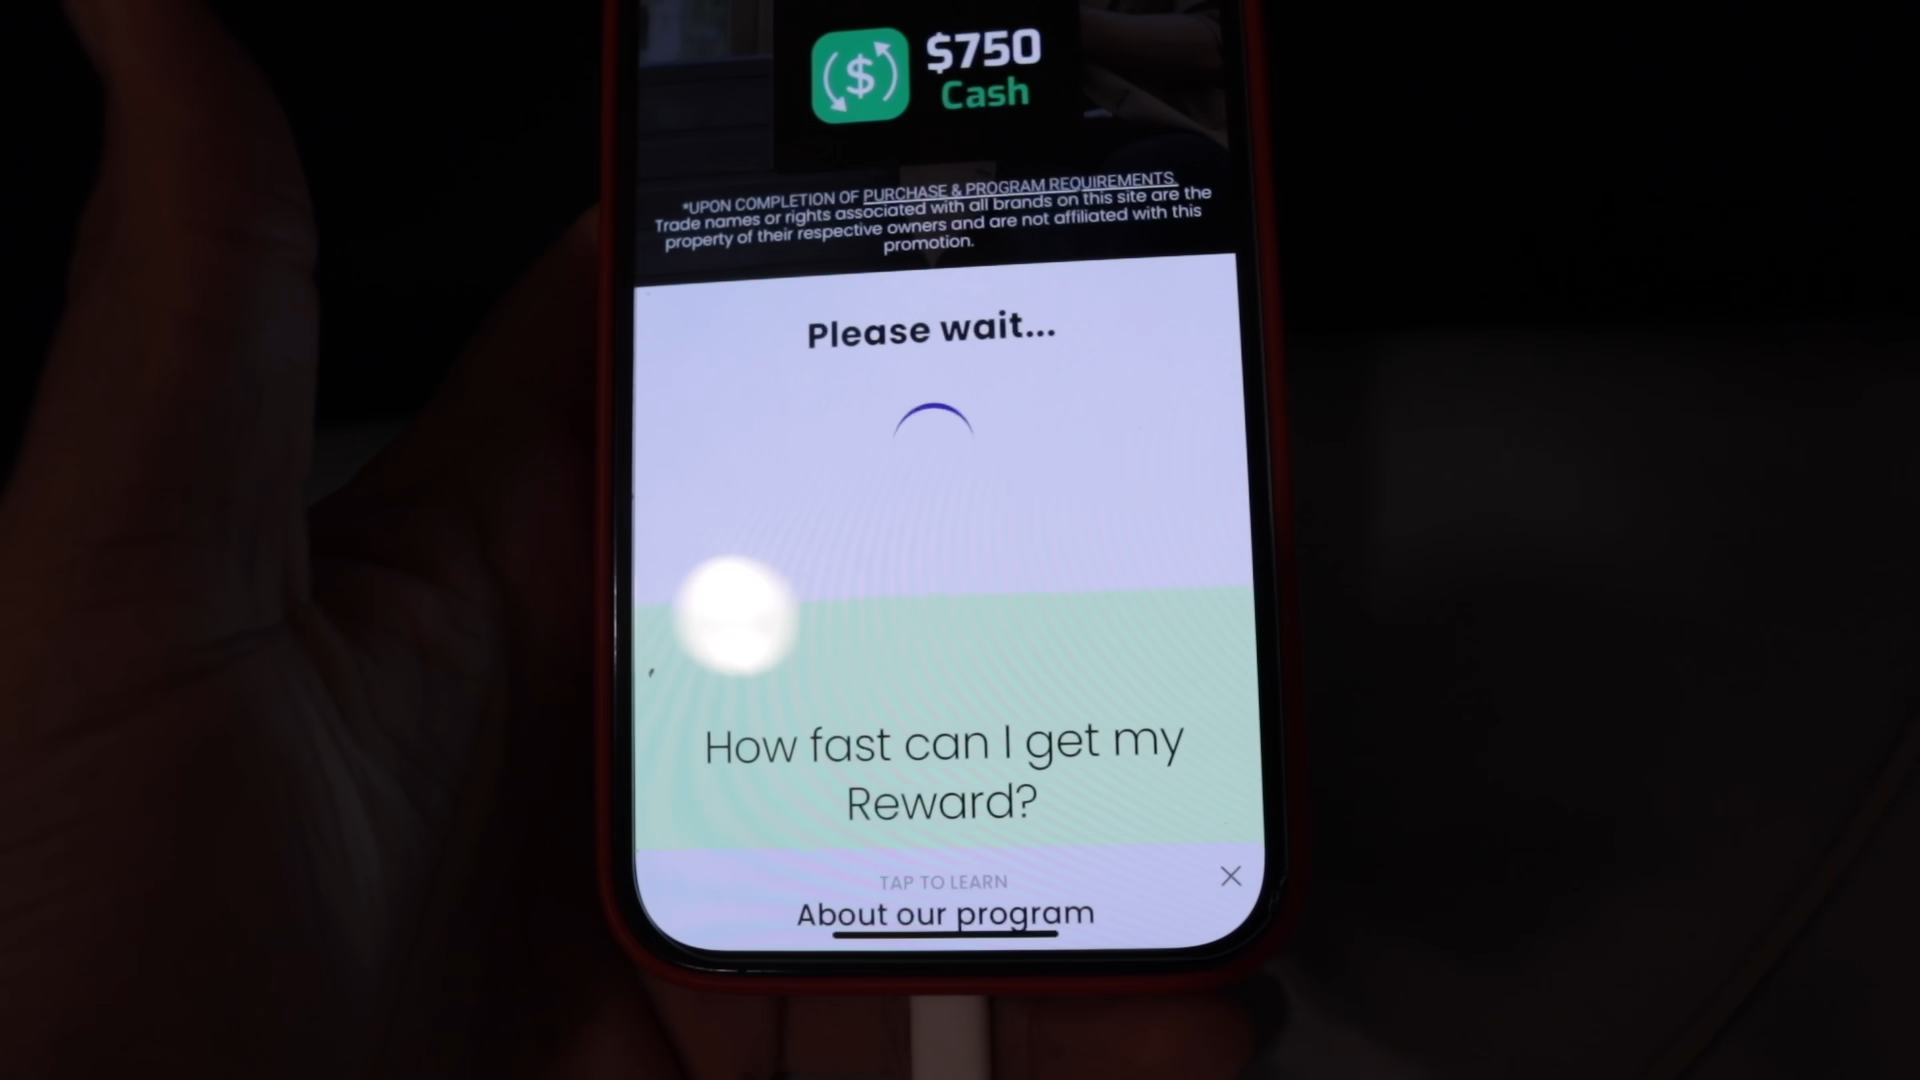 $
$750
Cash
*UPON COMPLETION OF PURCHASE & PROGRAM REQUIREMENTS.
Trade names or rights associated with all brands on this site are the
property of their respective owners and are not affiliated with this
promotion.
Please wait...
How fast can I get my
Reward?
TAP TO LEARN
About our program